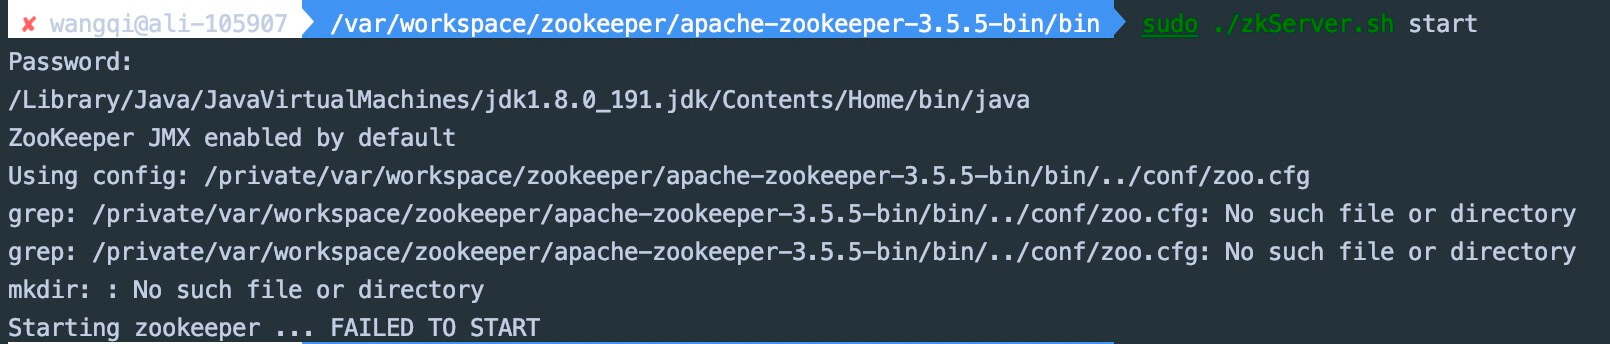 ✘ wangqi@ali-105907 /var/workspace/zookeeper/apache-zookeeper-3.5.5-bin/bin sudo ./zkServer.sh start
Password:
/Library/Java/JavaVirtualMachines/jdk1.8.0_191.jdk/Contents/Home/bin/java
ZooKeeper JMX enabled by default
Using config: /private/var/workspace/zookeeper/apache-zookeeper-3.5.5-bin/bin/../conf/zoo.cfg
grep: /private/var/workspace/zookeeper/apache-zookeeper-3.5.5-bin/bin/../conf/zoo.cfg: No such file or directory
grep: /private/var/workspace/zookeeper/apache-zookeeper-3.5.5-bin/bin/../conf/zoo.cfg: No such file or directory
mkdir: : No such file or directory
Starting zookeeper ... FAILED TO START